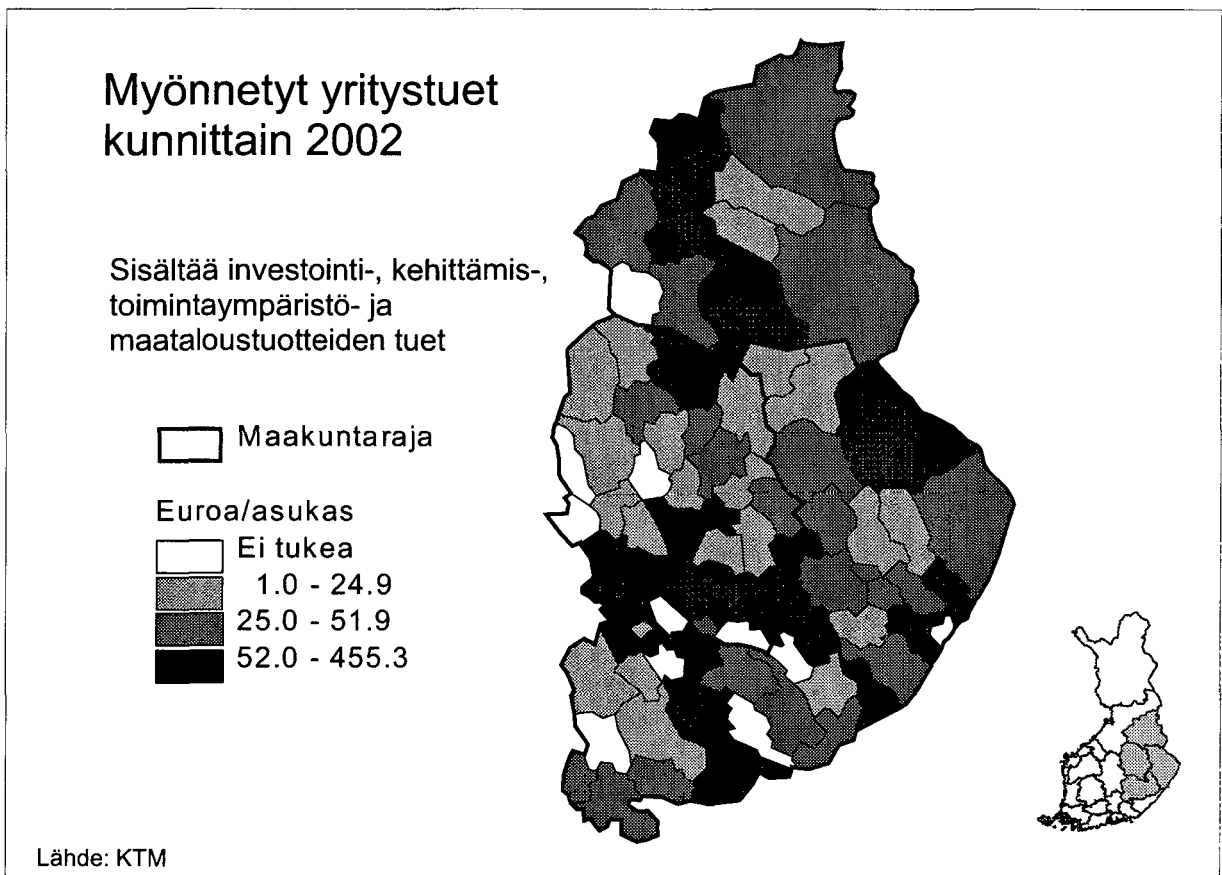 Myönnetyt yritystuet
kunnittain 2002
Sisältää investointi-, kehittämis-,
toimintaympäristö- ja
maataloustuotteiden tuet
Maakuntaraja
Euroa/asukas
Ei tukea
1.0 - 24.9
25.0 - 51.9
52.0 - 455.3
Lähde: KTM